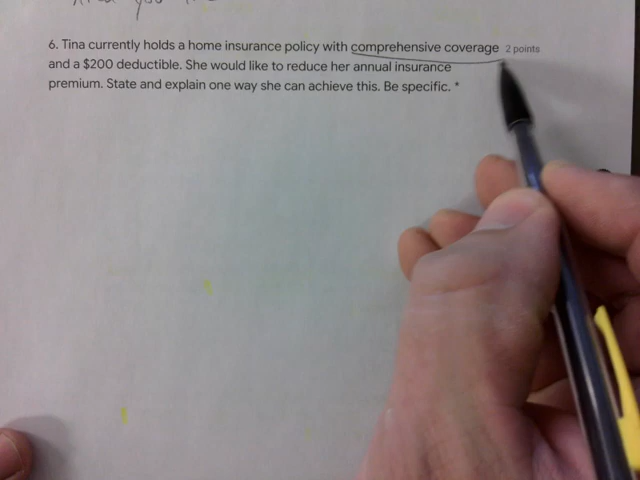 6. Tina currently holds a home insurance policy with comprehensive coverage 2 points
and a $200 deductible. She would like to reduce her annual insurance
premium. State and explain one way she can achieve this. Be specific. *